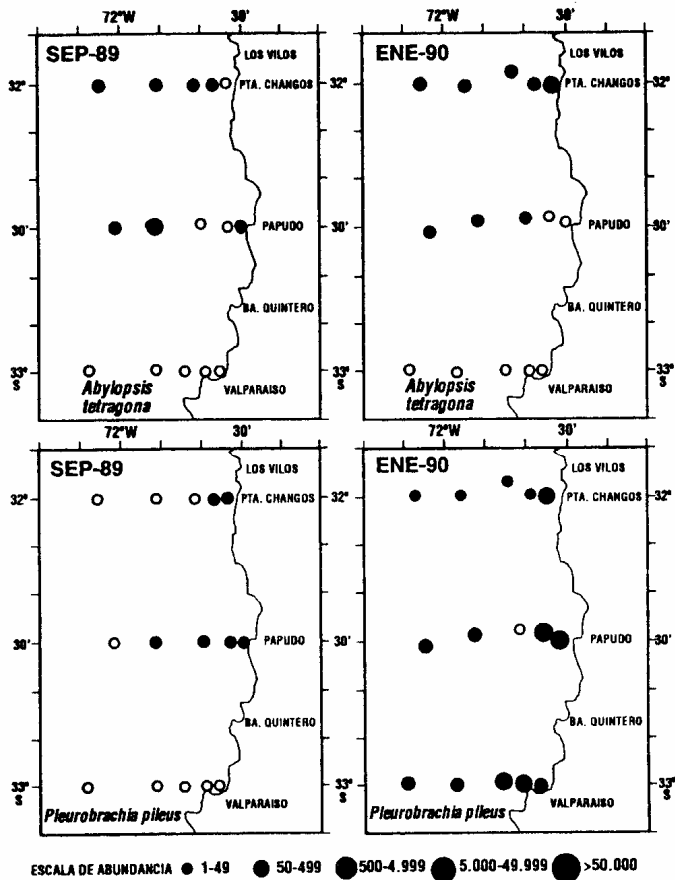 72°W 30'
SEP-89
LOS VILOS
32° PTA. CHANGOS
30' PAPUDO
BA. QUINTERO
33°
S
Abylopsis
tetragona
VALPARAISO
72°W 30'
ENE-90
LOS VILOS
PTA. CHANGOS 32°
PAPUDO 30'
BA. QUINTERO
33°
S
Abylopsis
tetragona
VALPARAISO
72°W 30'
SEP-89
LOS VILOS
32° PTA. CHANGOS
30' PAPUDO
BA. QUINTERO
33°
S
Pleurobrachia pileus
VALPARAISO
72°W 30'
ENE-90
LOS VILOS
PTA. CHANGOS 32°
PAPUDO 30'
BA. QUINTERO
33°
S
Pleurobrachia pileus
VALPARAISO
ESCALA DE ABUNDANCIA 1-49 50-499 500-4.999 5.000-49.999 >50.000